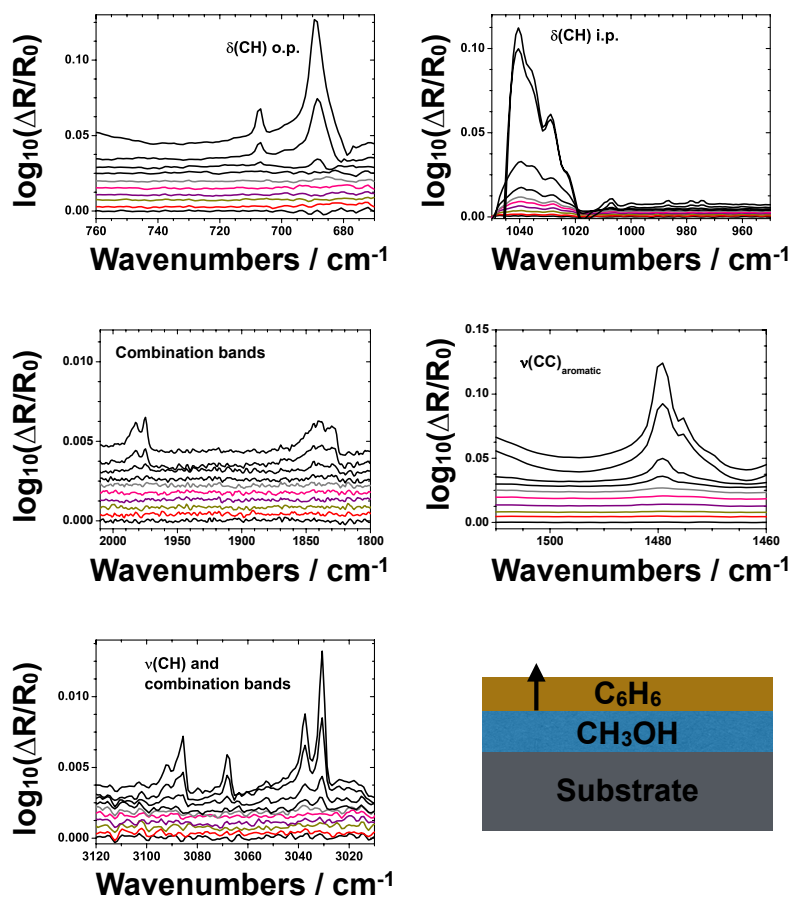 δ(CH) o.p.
log10(ΔR/R0)
0.10
0.05
0.00
760 740 720 700 680
Wavenumbers / cm-1
δ(CH) i.p.
log10(ΔR/R0)
0.10
0.05
0.00
1040 1020 1000 980 960
Wavenumbers / cm-1
Combination bands
log10(ΔR/R0)
0.010
0.005
0.000
2000 1950 1900 1850 1800
Wavenumbers / cm-1
ν(CC)aromatic
log10(ΔR/R0)
0.15
0.10
0.05
0.00
1500 1480 1460
Wavenumbers / cm-1
ν(CH) and
combination bands
log10(ΔR/R0)
0.010
0.005
0.000
3120 3100 3080 3060 3040 3020
Wavenumbers / cm-1
C6H6
CH3OH
Substrate